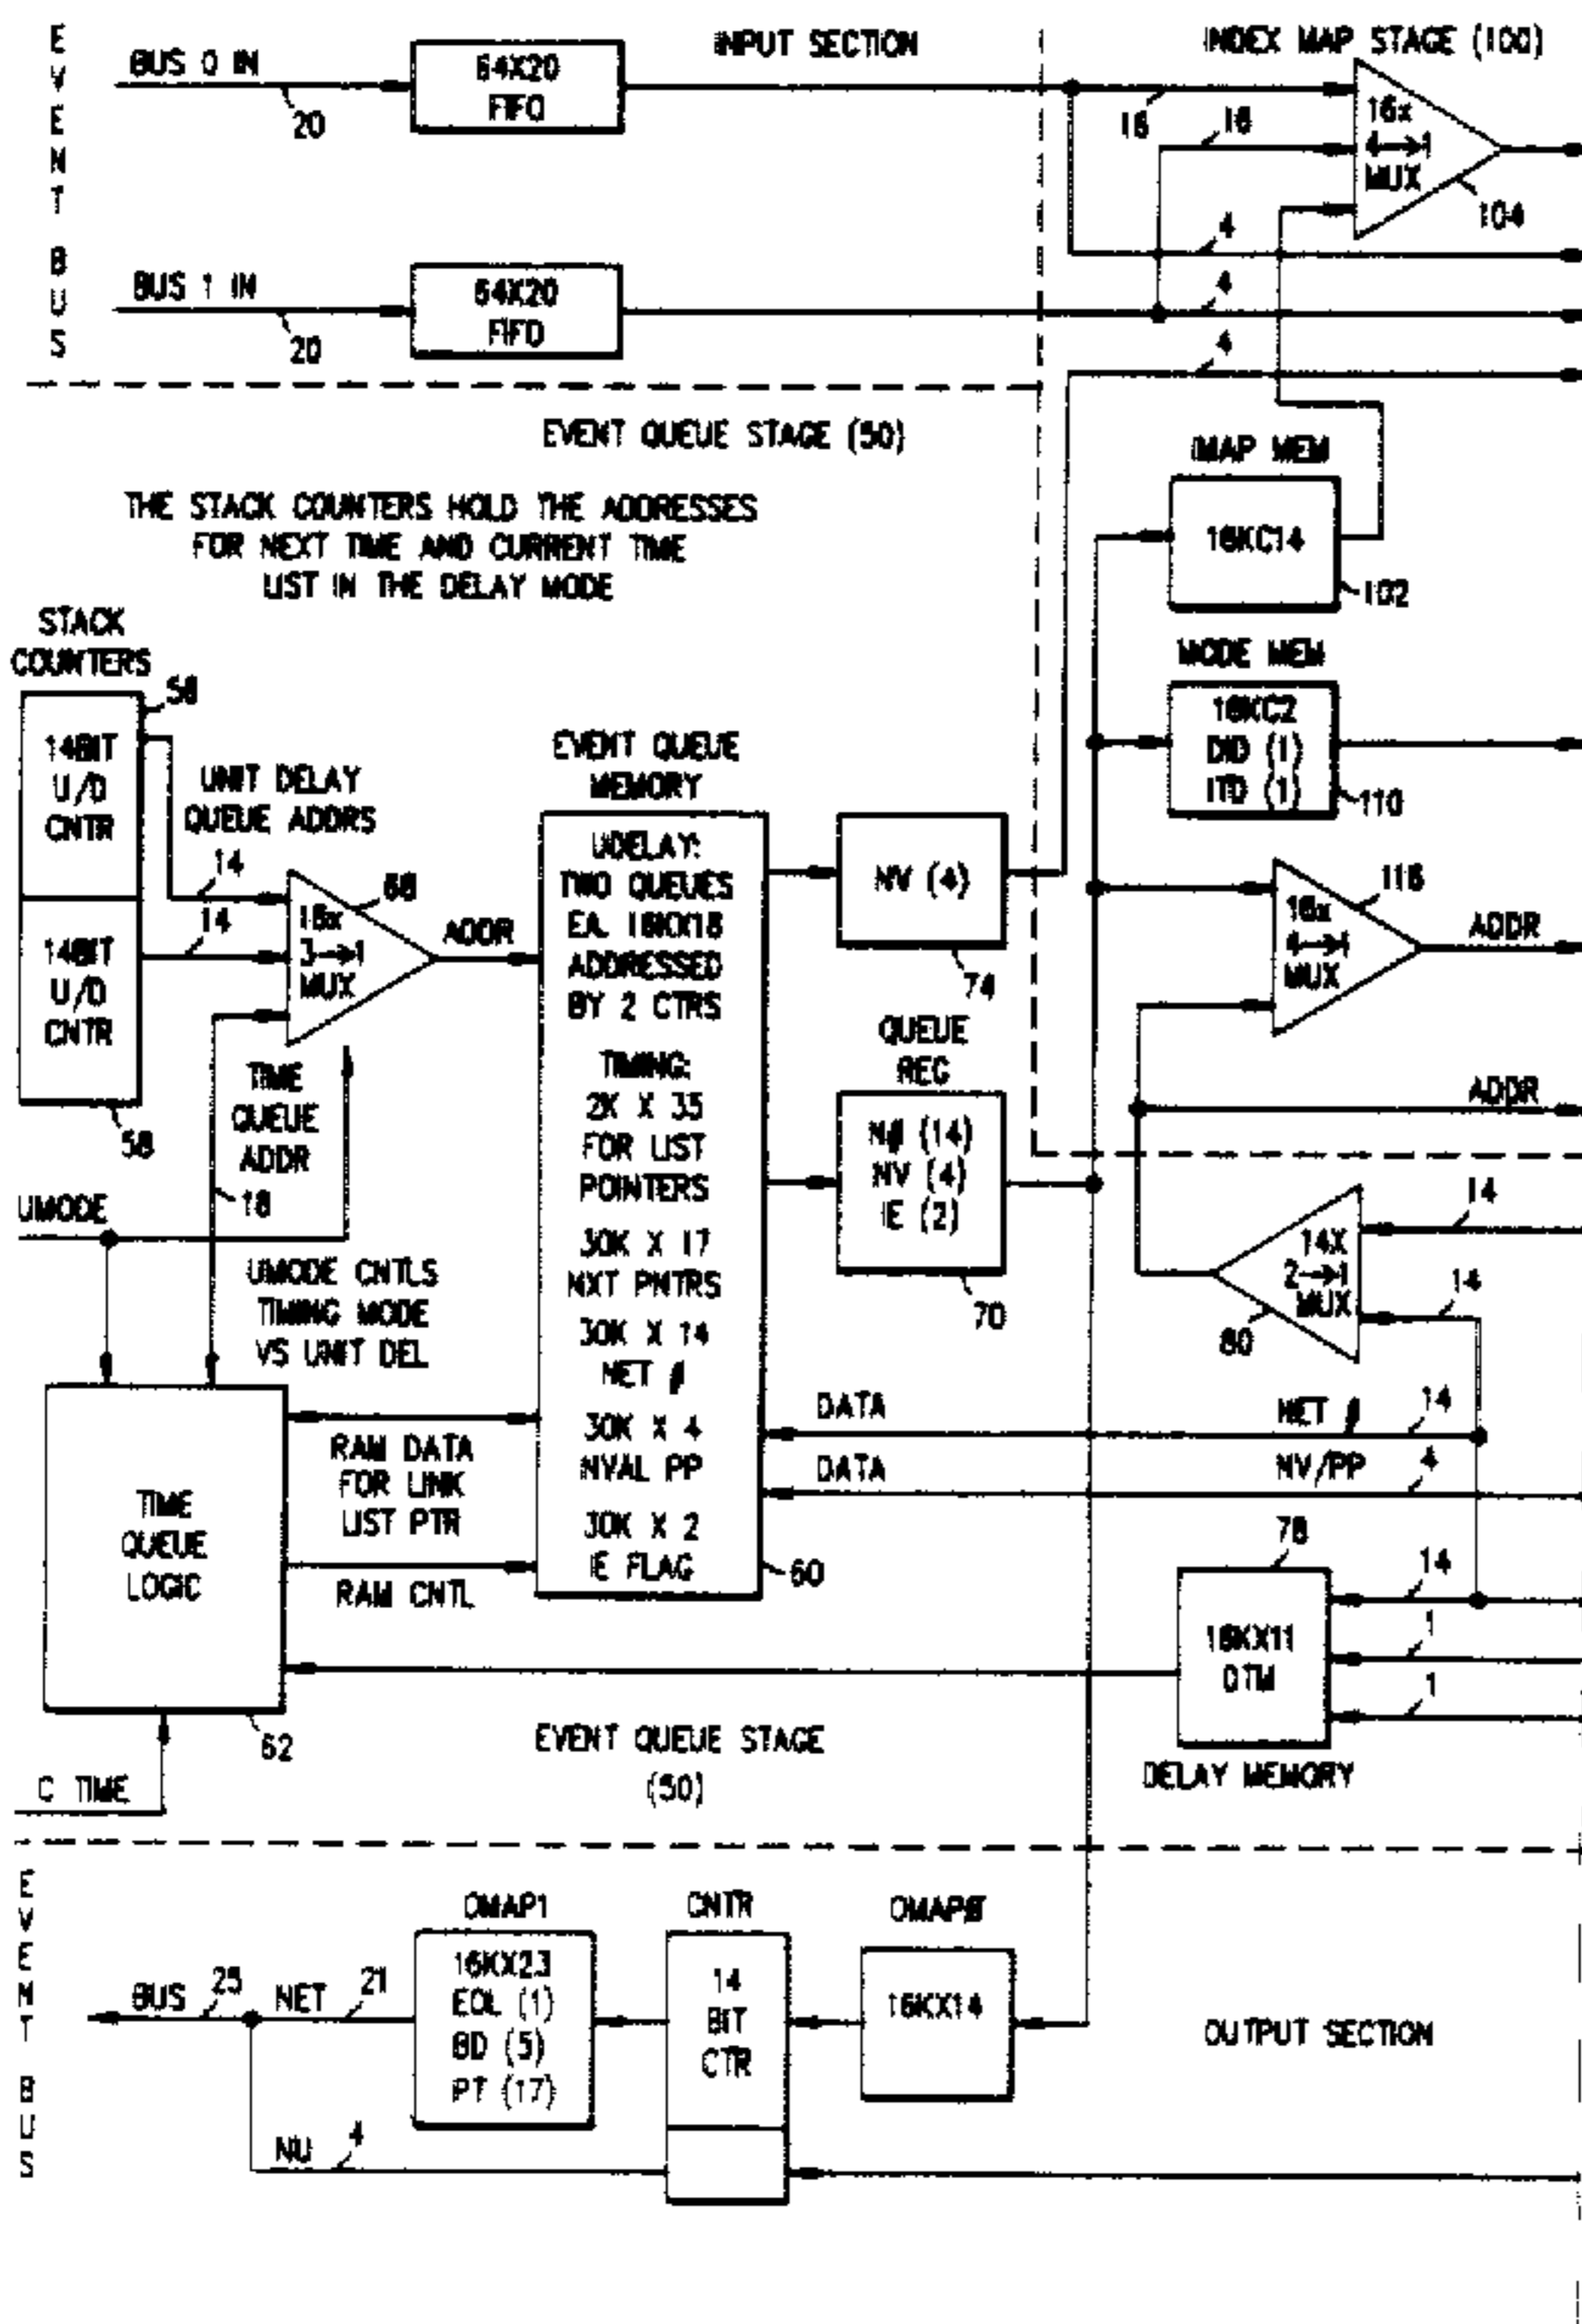 EVENT BUS
BUS 0 IN
20
64X20
FIFO
INPUT SECTION
INDEX MAP STAGE (100)
16
16
16x
4→1
MUX
104
4
BUS 1 IN
20
64X20
FIFO
4
4
EVENT QUEUE STAGE (50)
THE STACK COUNTERS HOLD THE ADDRESSES
FOR NEXT TIME AND CURRENT TIME
LIST IN THE DELAY MODE
IMAP MEM
16KC14
102
MODE MEM
16KC2
DID (1)
ITD (1)
110
STACK
COUNTERS
58
14BIT
U/D
CNTR
14BIT
U/D
CNTR
58
UNIT DELAY
QUEUE ADDRS
14
14
16x
3→1
MUX
68
ADDR
EVENT QUEUE
MEMORY
UDELAY:
TWO QUEUES
EA. 16KX18
ADDRESSED
BY 2 CTRS
TIMING:
2K X 35
FOR LIST
POINTERS
30K X 17
NXT PNTRS
30K X 14
NET #
30K X 4
NVAL PP
30K X 2
IE FLAG
60
NV (4)
74
QUEUE
REG
N# (14)
NV (4)
IE (2)
70
16x
4→1
MUX
116
ADDR
ADDR
TIME
QUEUE
ADDR
18
UMODE
UMODE CNTLS
TIMING MODE
VS UNIT DEL
14X
2→1
MUX
80
14
14
TIME
QUEUE
LOGIC
62
RAM DATA
FOR LINK
LIST PTR
RAM CNTL
DATA
NET #
14
DATA
NV/PP
4
78
16KX11
DTM
14
1
1
DELAY MEMORY
C TIME
EVENT QUEUE STAGE
(50)
EVENT BUS
BUS
25
NET
21
OMAP1
16KX23
EOL (1)
BD (5)
PT (17)
CNTR
14
BIT
CTR
OMAP0
16KX14
OUTPUT SECTION
NU
4